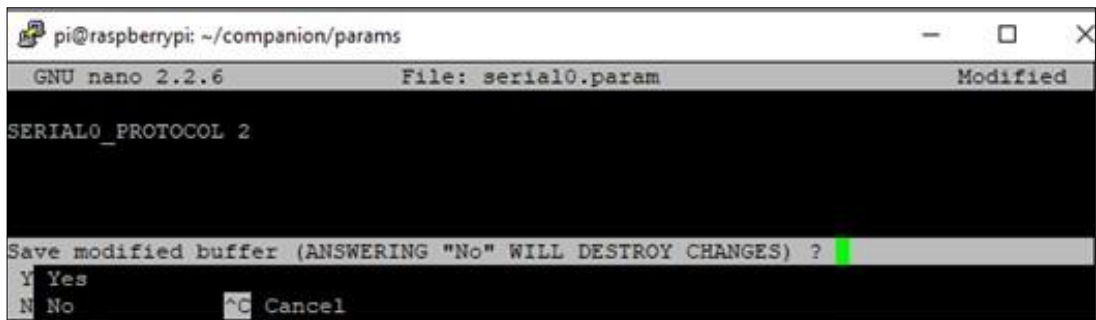 pi@raspberrypi: ~/companion/params
GNU nano 2.2.6 File: serial0.param Modified
SERIAL0_PROTOCOL 2
Save modified buffer (ANSWERING "No" WILL DESTROY CHANGES) ?
Y Yes
N No ^C Cancel